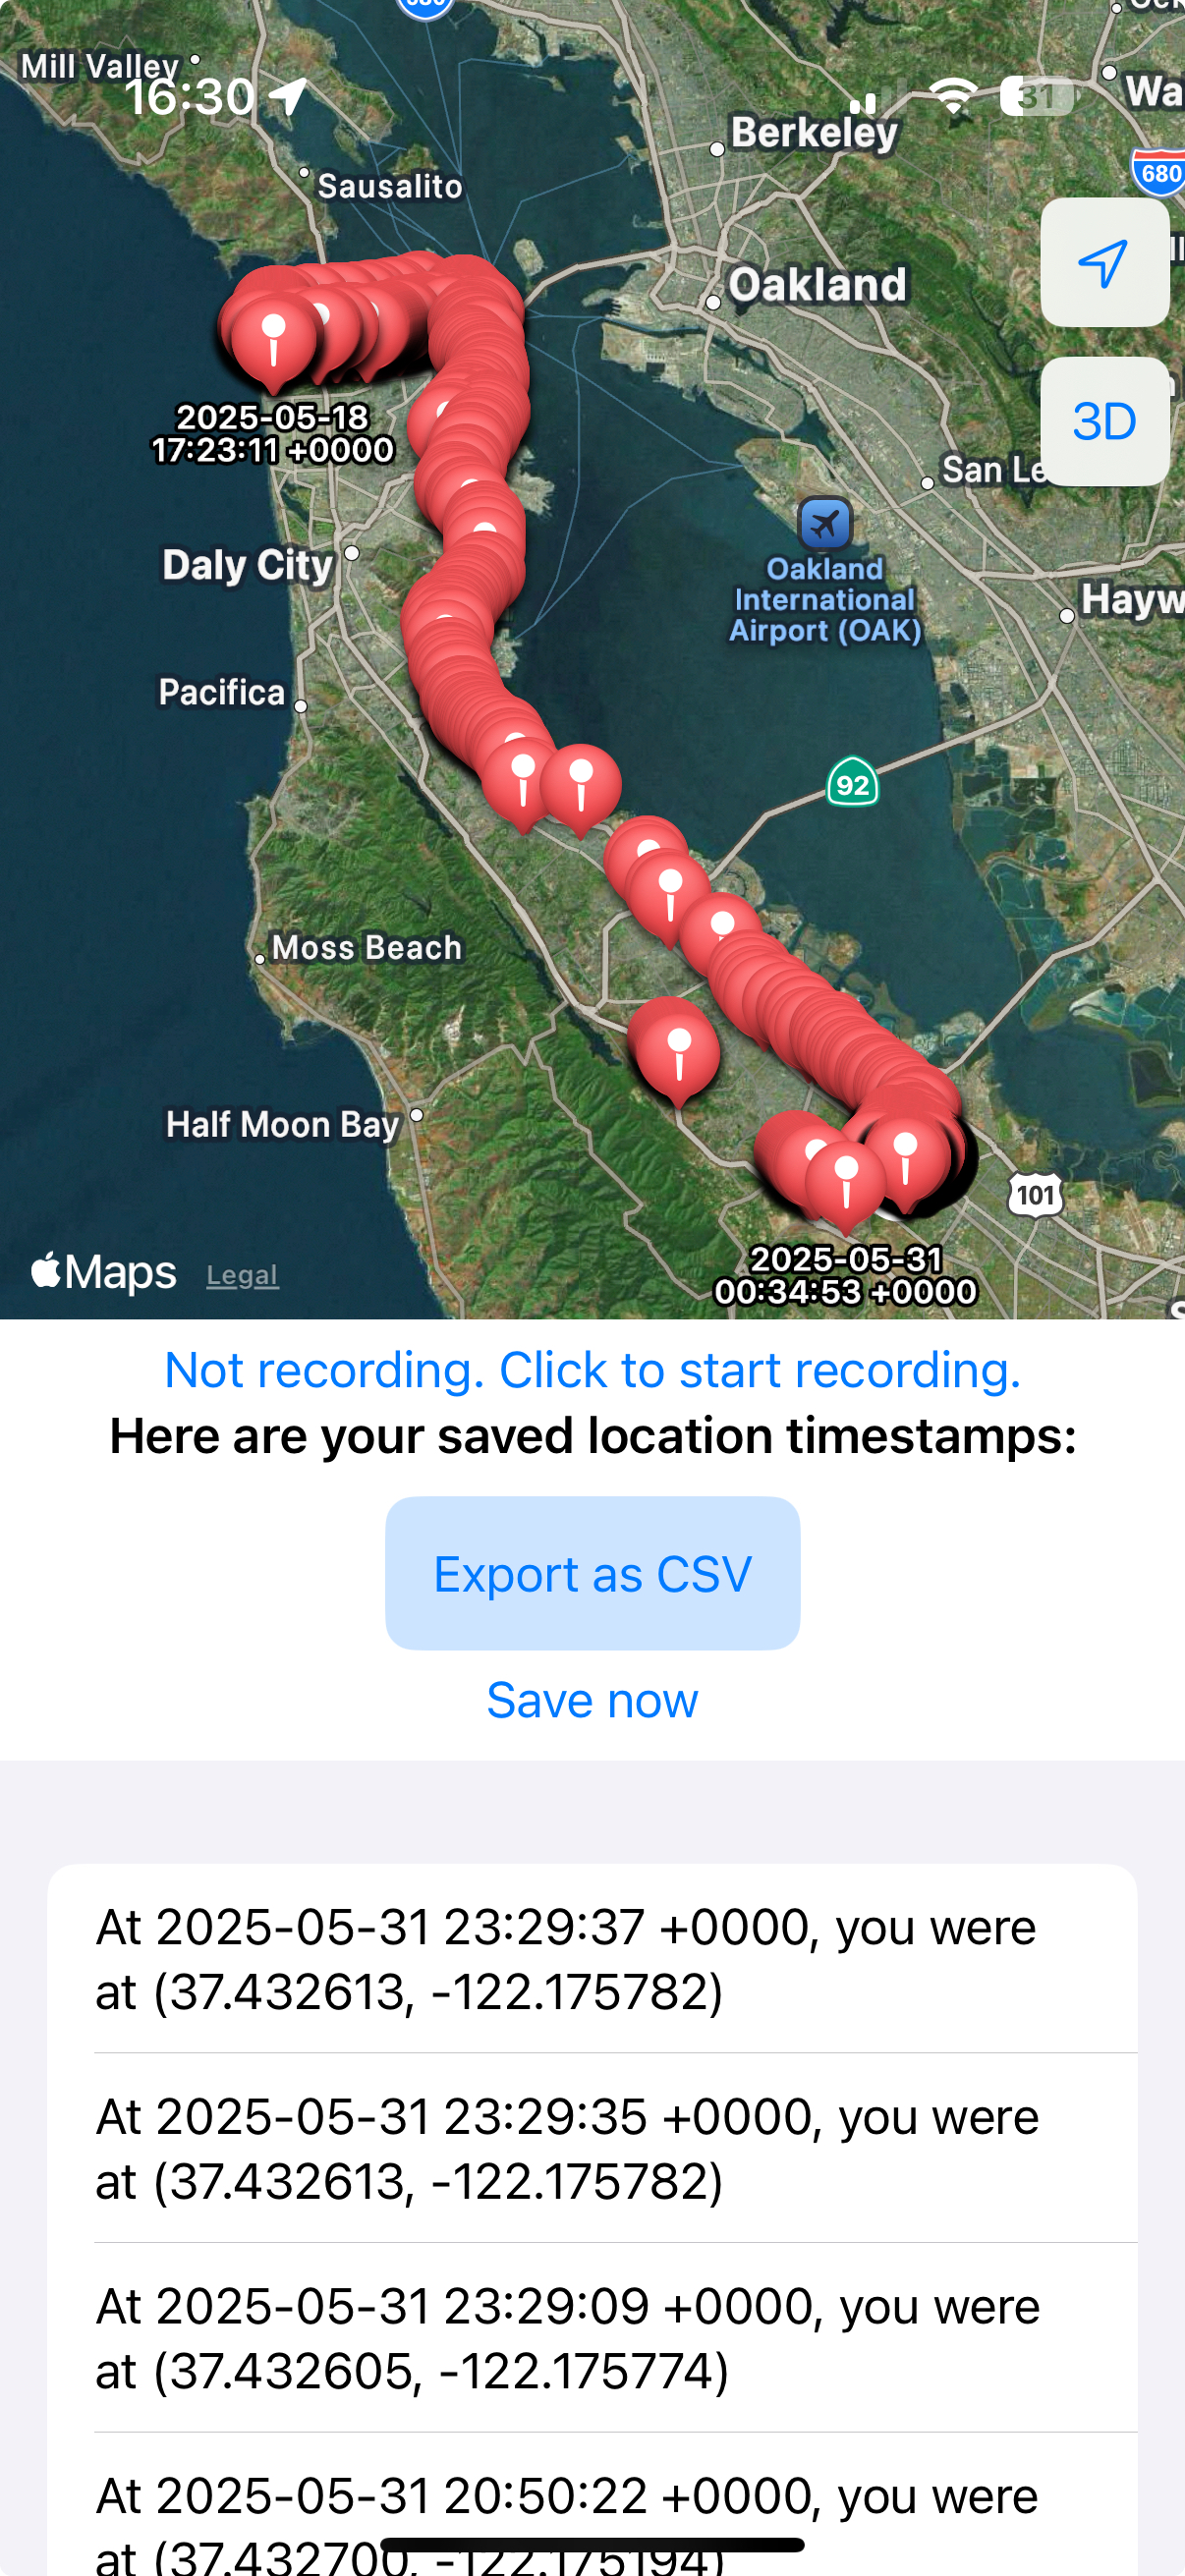 Mill Valley
16:30
31
Berkeley
680
Sausalito
Oakland
3D
2025-05-18
17:23:11 +0000
San Le
Daly City
Oakland
International
Airport (OAK)
Hayw
Pacifica
92
Moss Beach
Half Moon Bay
101
2025-05-31
00:34:53 +0000
Maps
Legal
Not recording. Click to start recording.
Here are your saved location timestamps:
Export as CSV
Save now
At 2025-05-31 23:29:37 +0000, you were
at (37.432613, -122.175782)
At 2025-05-31 23:29:35 +0000, you were
at (37.432613, -122.175782)
At 2025-05-31 23:29:09 +0000, you were
at (37.432605, -122.175774)
At 2025-05-31 20:50:22 +0000, you were
at (37.432700, -122.175194)